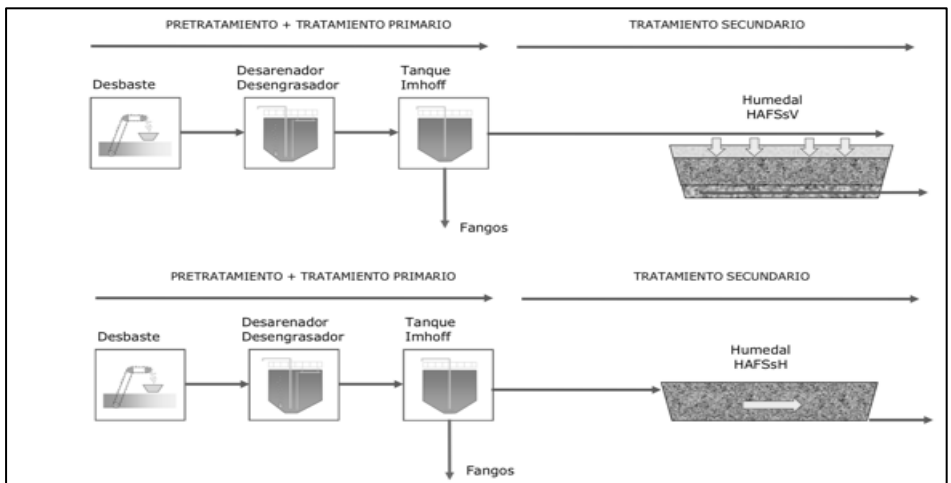 PRETRATAMIENTO + TRATAMIENTO PRIMARIO
TRATAMIENTO SECUNDARIO
Desbaste
Desarenador
Desengrasador
Tanque
Imhoff
Humedal
HAFSsV
Fangos
PRETRATAMIENTO + TRATAMIENTO PRIMARIO
TRATAMIENTO SECUNDARIO
Desbaste
Desarenador
Desengrasador
Tanque
Imhoff
Humedal
HAFSsH
Fangos